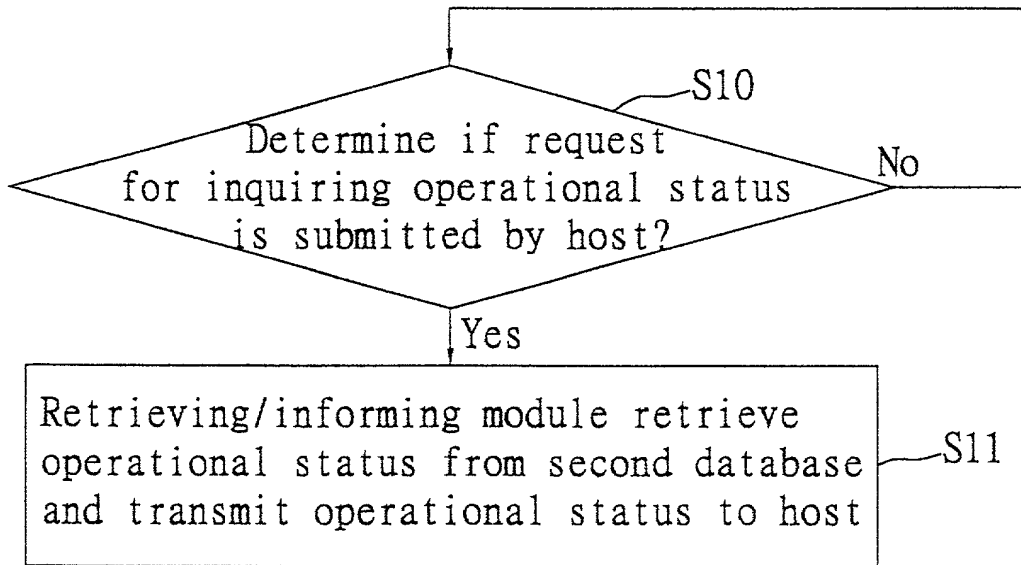 S10
Determine if request
for inquiring operational status
is submitted by host?
No
Yes
Retrieving/informing module retrieve
operational status from second database
and transmit operational status to host
S11